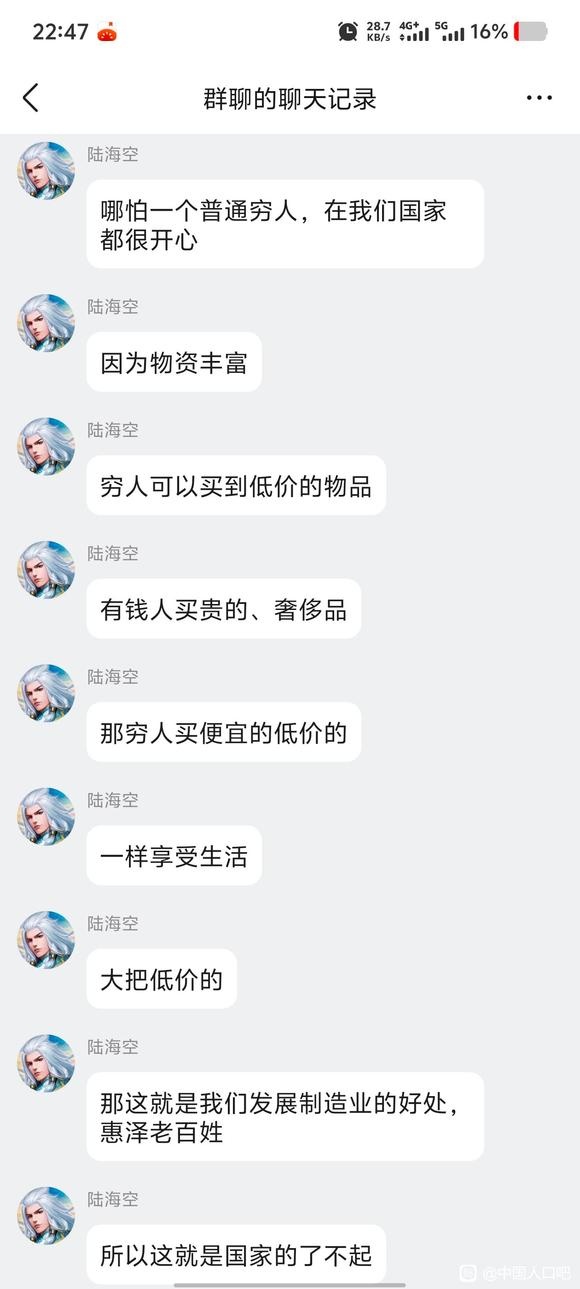 22:47
28.7
KB/s
4G+
5G
16%
群聊的聊天记录
陆海空
哪怕一个普通穷人，在我们国家
都很开心
陆海空
因为物资丰富
陆海空
穷人可以买到低价的物品
陆海空
有钱人买贵的、奢侈品
陆海空
那穷人买便宜的低价的
陆海空
一样享受生活
陆海空
大把低价的
陆海空
那这就是我们发展制造业的好处，
惠泽老百姓
陆海空
所以这就是国家的了不起
@中国人口吧